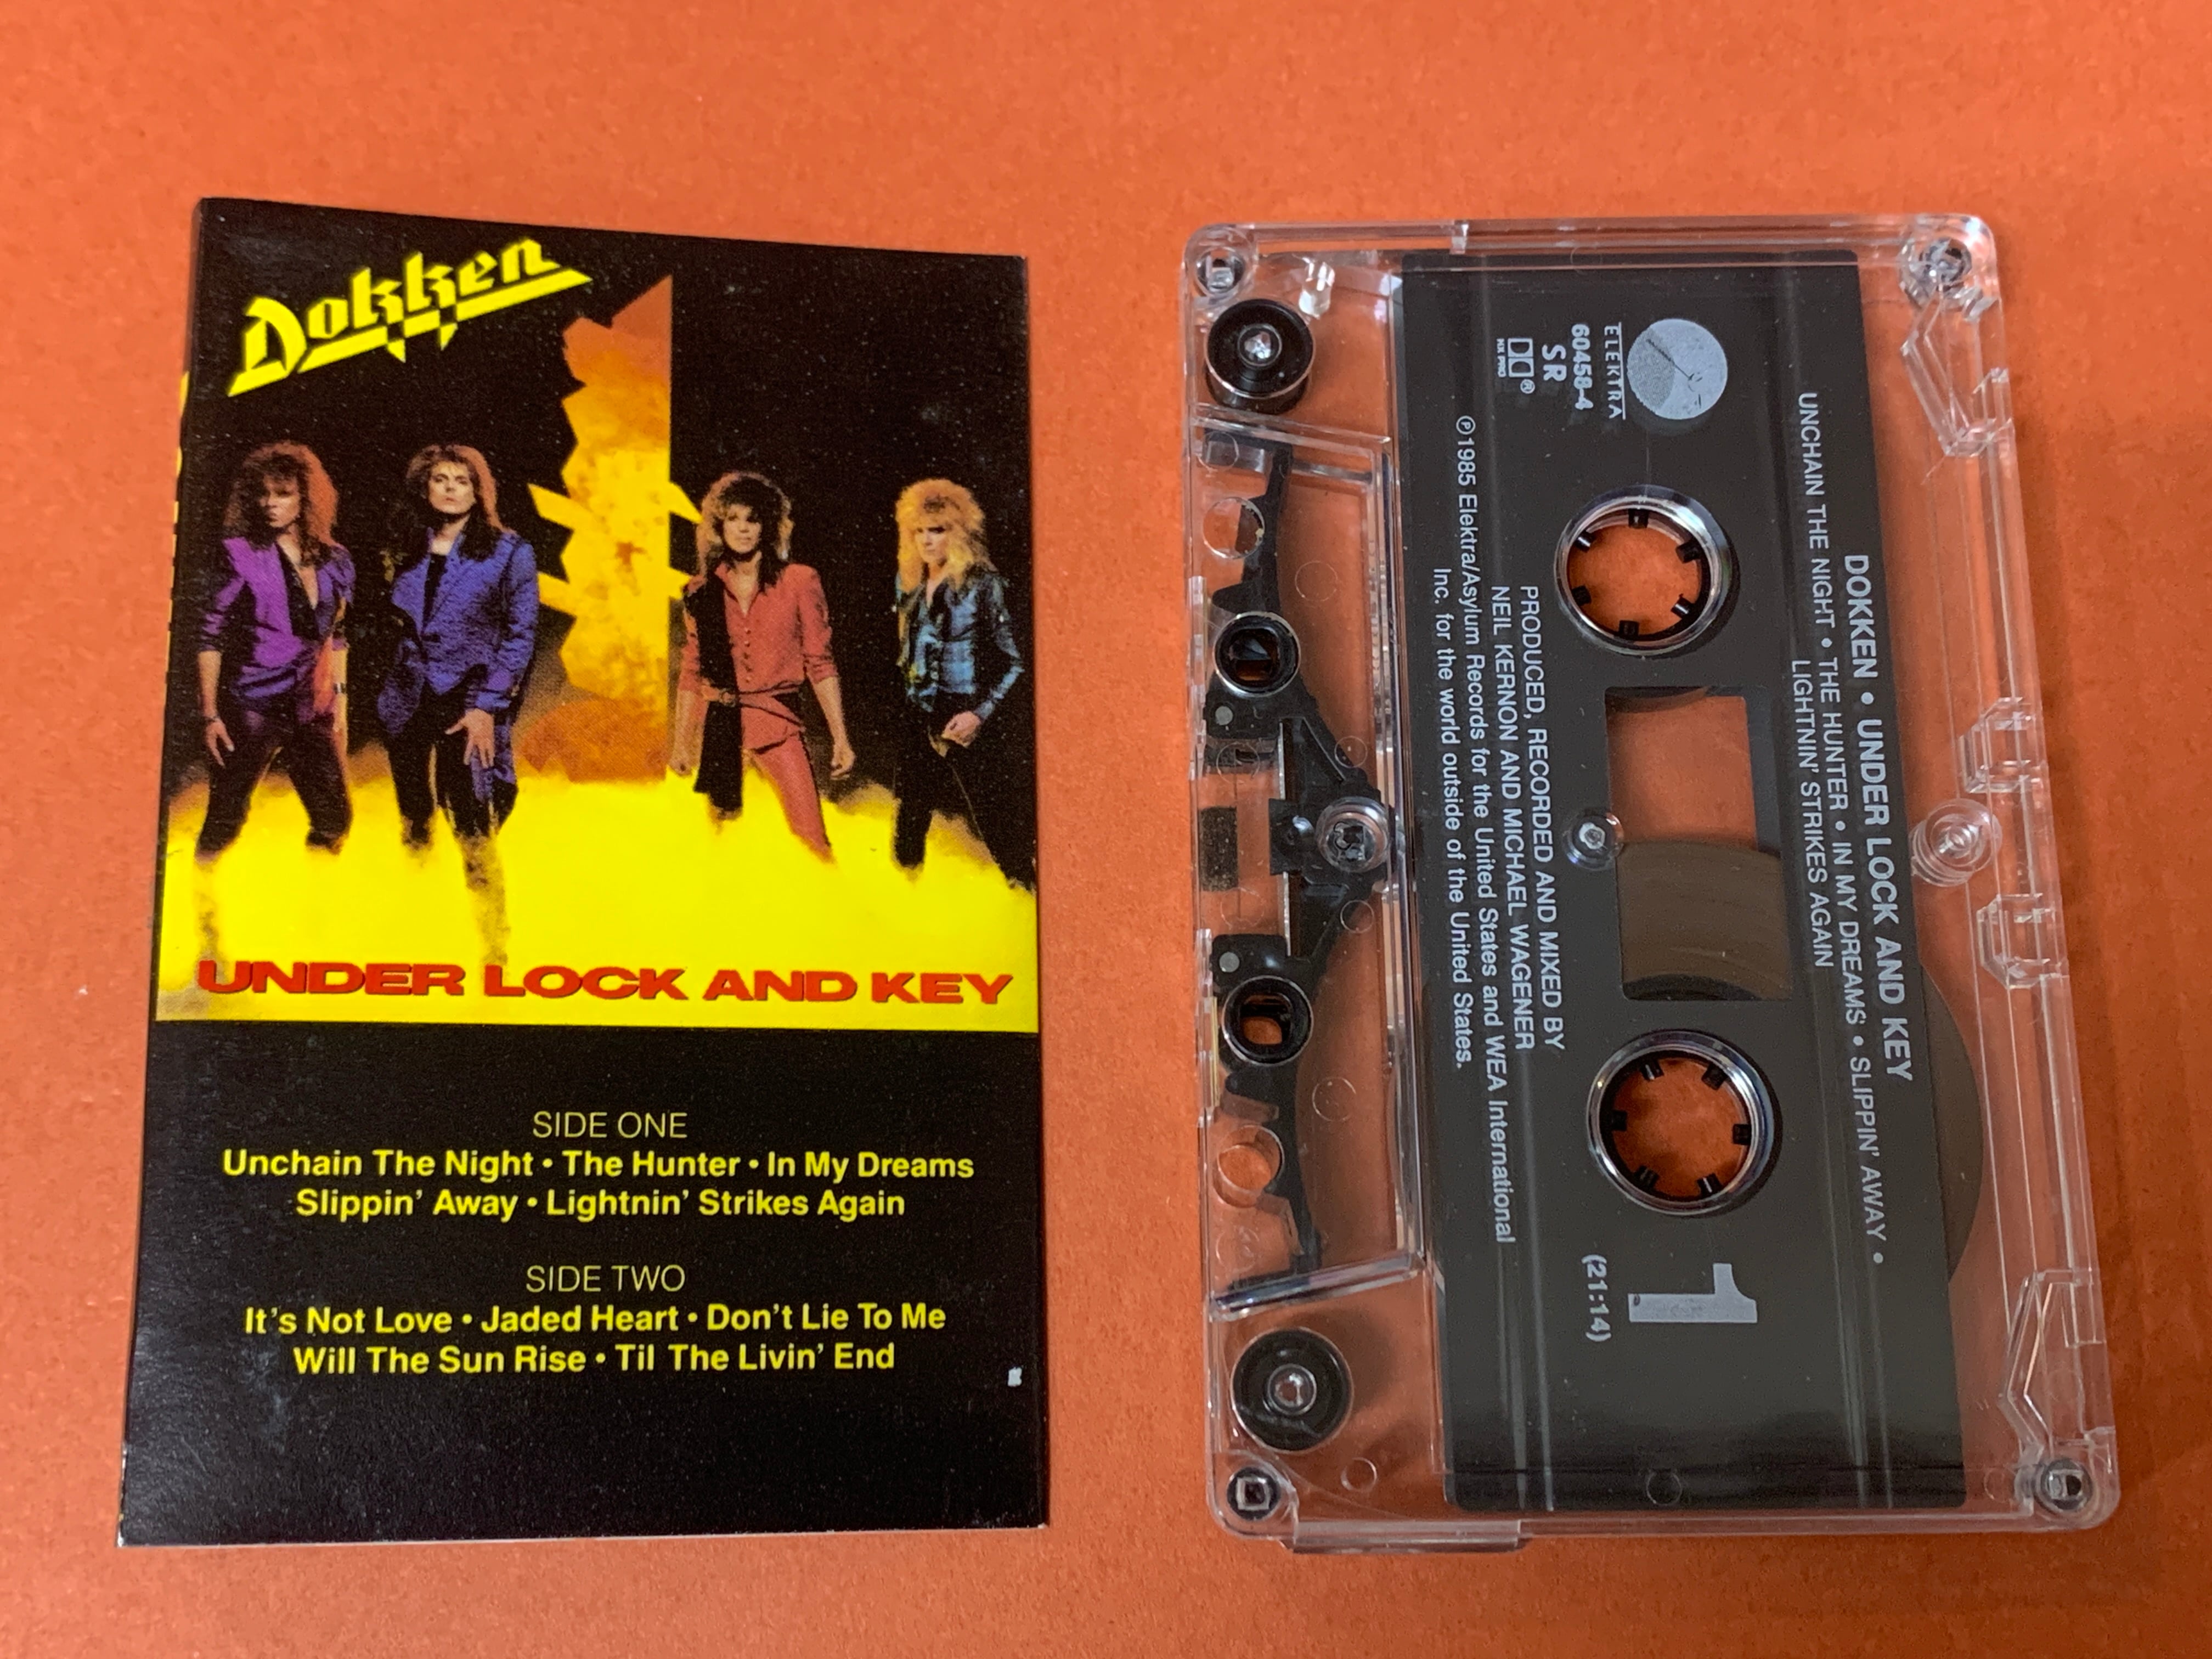 Dokken
UNDER LOCK AND KEY
SIDE ONE
Unchain The Night • The Hunter • In My Dreams
Slippin' Away • Lightnin' Strikes Again
SIDE TWO
It's Not Love • Jaded Heart • Don't Lie To Me
Will The Sun Rise • Til The Livin' End
DOKKEN • UNDER LOCK AND KEY
UNCHAIN THE NIGHT • THE HUNTER • IN MY DREAMS • SLIPPIN' AWAY •
LIGHTNIN' STRIKES AGAIN
ELEKTRA
60458-4
SR
HX PRO
1
(21:14)
PRODUCED, RECORDED AND MIXED BY
NEIL KERNON AND MICHAEL WAGENER
℗1985 Elektra/Asylum Records for the United States and WEA International
Inc. for the world outside of the United States.